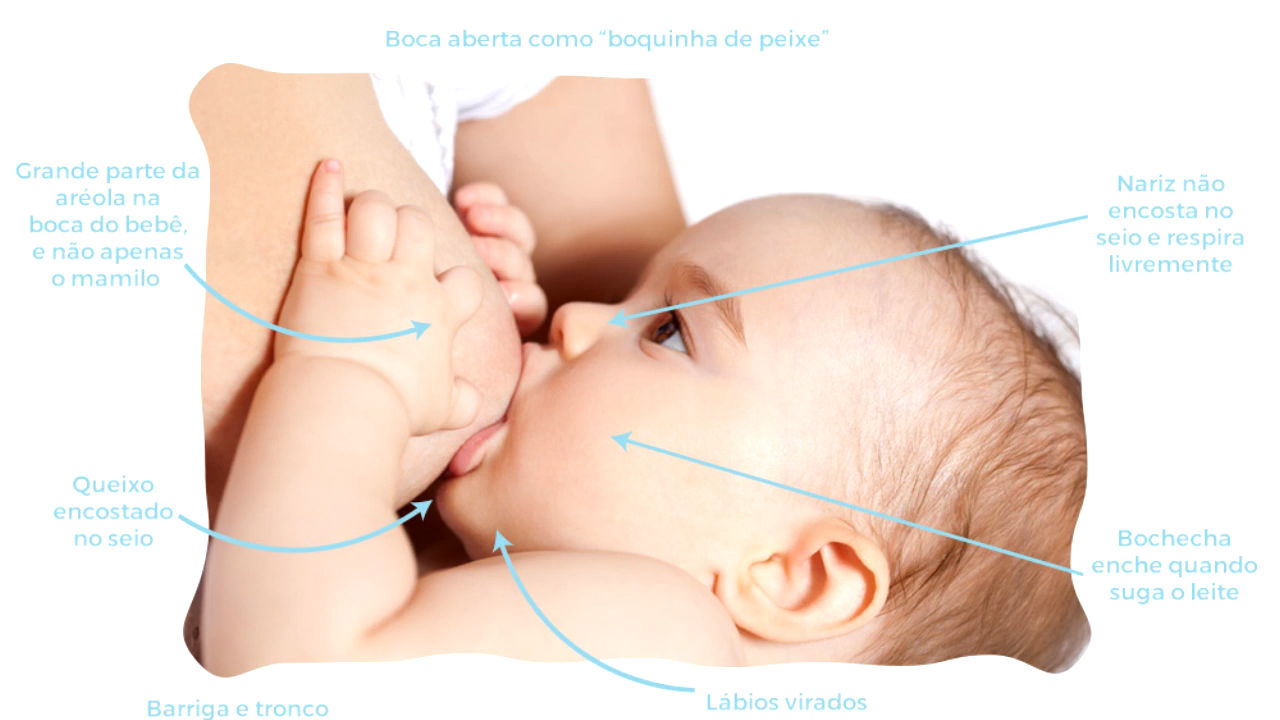 Boca aberta como “boquinha de peixe”
Grande parte da
aréola na
boca do bebê,
e não apenas
o mamilo
Nariz não
encosta no
seio e respira
livremente
Queixo
encostado
no seio
Bochecha
enche quando
suga o leite
Lábios virados
Barriga e tronco